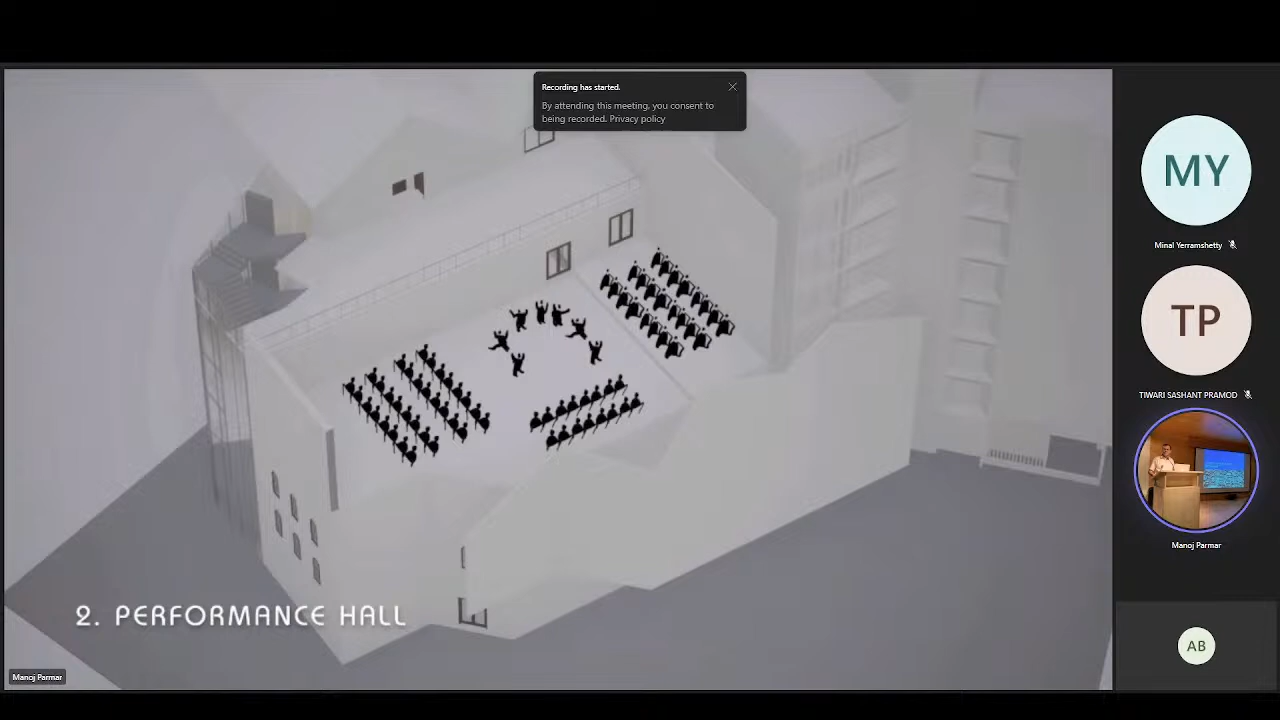 Recording has started.
By attending this meeting, you consent to
being recorded. Privacy policy
MY
Minal Yerramshetty
TP
TIWARI SASHANT PRAMOD
Manoj Parmar
AB
2. PERFORMANCE HALL
Manoj Parmar